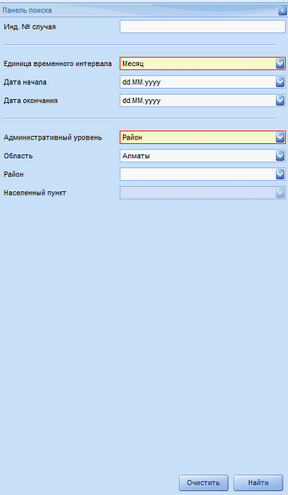 Панель поиска
Инд. № случая
Единица временного интервала Месяц
Дата начала dd.MM.yyyy
Дата окончания dd.MM.yyyy
Административный уровень Район
Область Алматы
Район
Населенный пункт
Очистить Найти